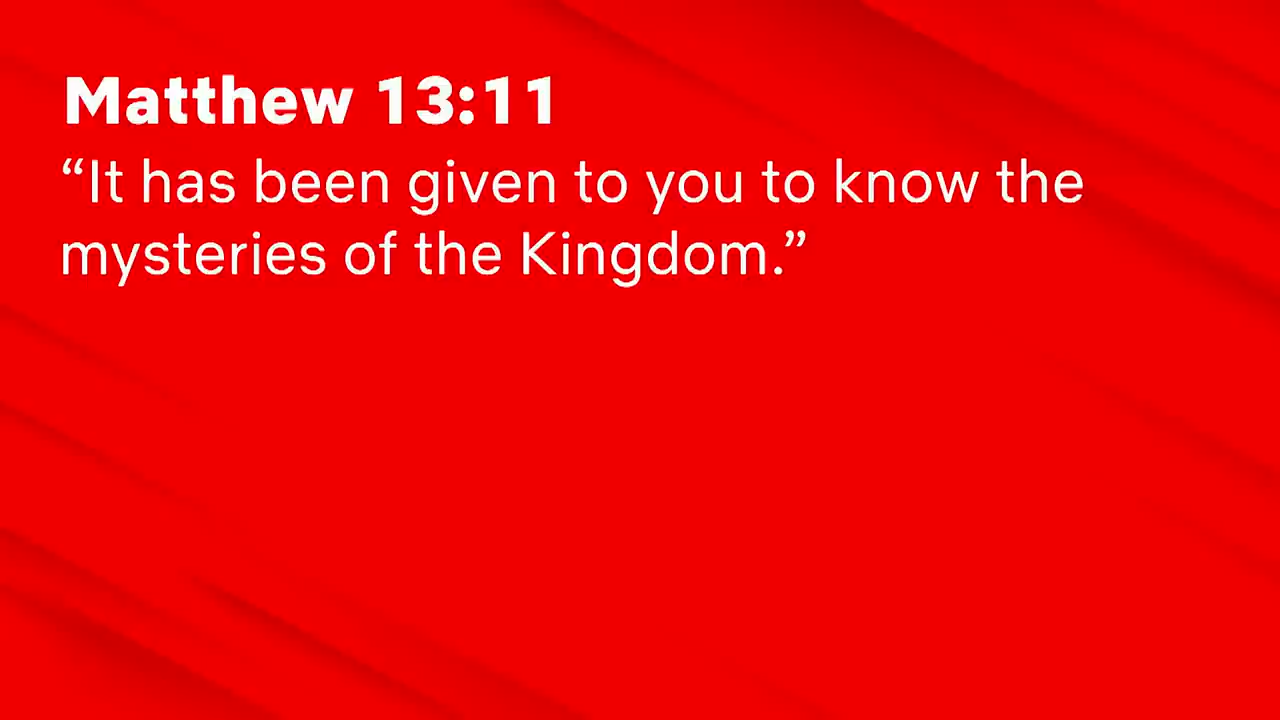 Matthew 13:11
“It has been given to you to know the
mysteries of the Kingdom.”